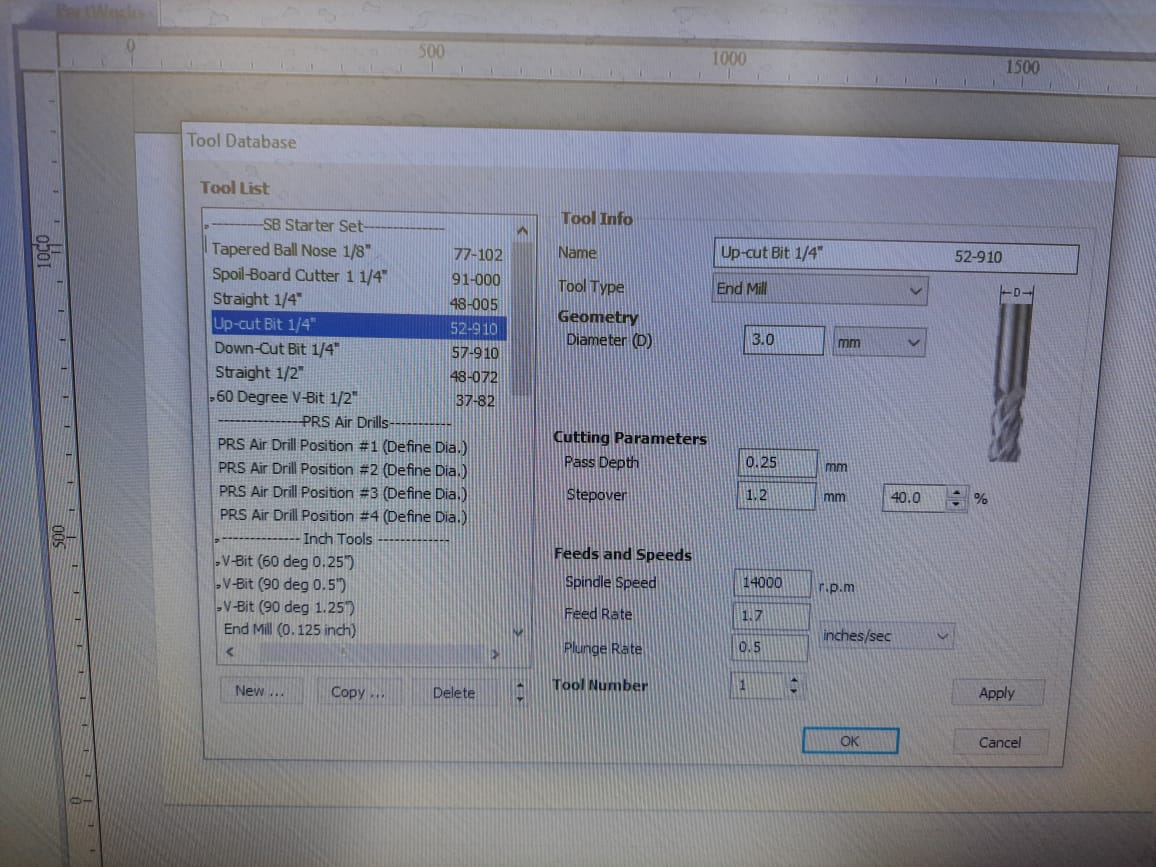 PartWorks
0 500 1000 1500
1000
500
0
Tool Database
Tool List
----------SB Starter Set---------------
Tapered Ball Nose 1/8" 77-102
Spoil-Board Cutter 1 1/4" 91-000
Straight 1/4" 48-005
Up-cut Bit 1/4" 52-910
Down-Cut Bit 1/4" 57-910
Straight 1/2" 48-072
60 Degree V-Bit 1/2" 37-82
---------------PRS Air Drills-----------
PRS Air Drill Position #1 (Define Dia.)
PRS Air Drill Position #2 (Define Dia.)
PRS Air Drill Position #3 (Define Dia.)
PRS Air Drill Position #4 (Define Dia.)
--------------- Inch Tools -------------
V-Bit (60 deg 0.25")
V-Bit (90 deg 0.5")
V-Bit (90 deg 1.25")
End Mill (0.125 inch)
New ... Copy ... Delete
Tool Info
Name Up-cut Bit 1/4" 52-910
Tool Type End Mill
Geometry
Diameter (D) 3.0 mm
D
Cutting Parameters
Pass Depth 0.25 mm
Stepover 1.2 mm 40.0 %
Feeds and Speeds
Spindle Speed 14000 r.p.m
Feed Rate 1.7
inches/sec
Plunge Rate 0.5
Tool Number 1
Apply
OK Cancel